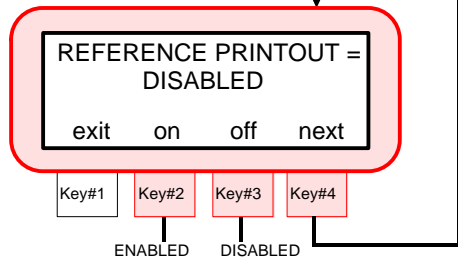 REFERENCE PRINTOUT =
DISABLED
exit on off next
Key#1 Key#2 Key#3 Key#4
ENABLED DISABLED